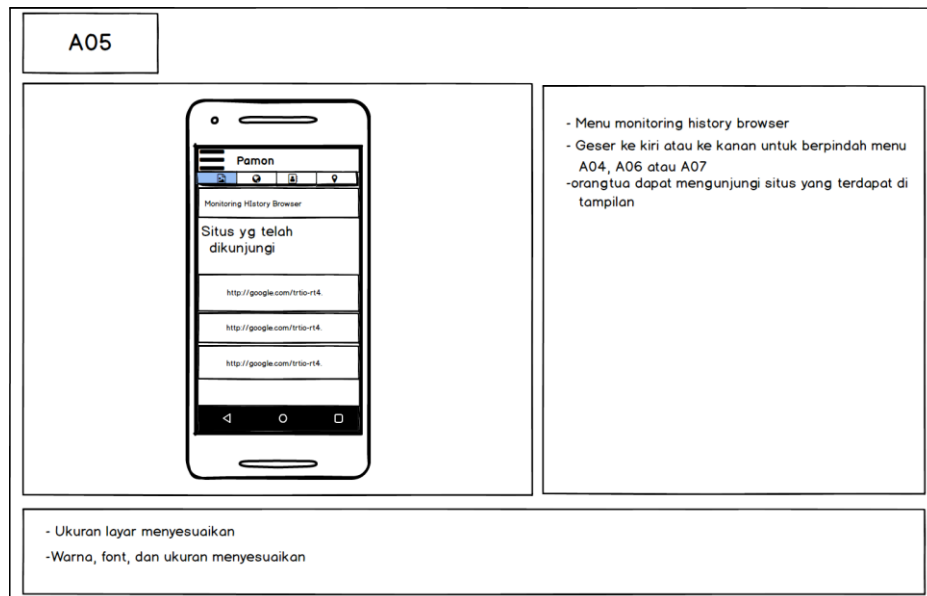 A05
Pamon
Monitoring HIstory Browser
Situs yg telah
dikunjungi
http://google.com/trtio-rt4.
http://google.com/trtio-rt4.
http://google.com/trtio-rt4.
- Menu monitoring history browser
- Geser ke kiri atau ke kanan untuk berpindah menu
A04, A06 atau A07
-orangtua dapat mengunjungi situs yang terdapat di
tampilan
- Ukuran layar menyesuaikan
-Warna, font, dan ukuran menyesuaikan